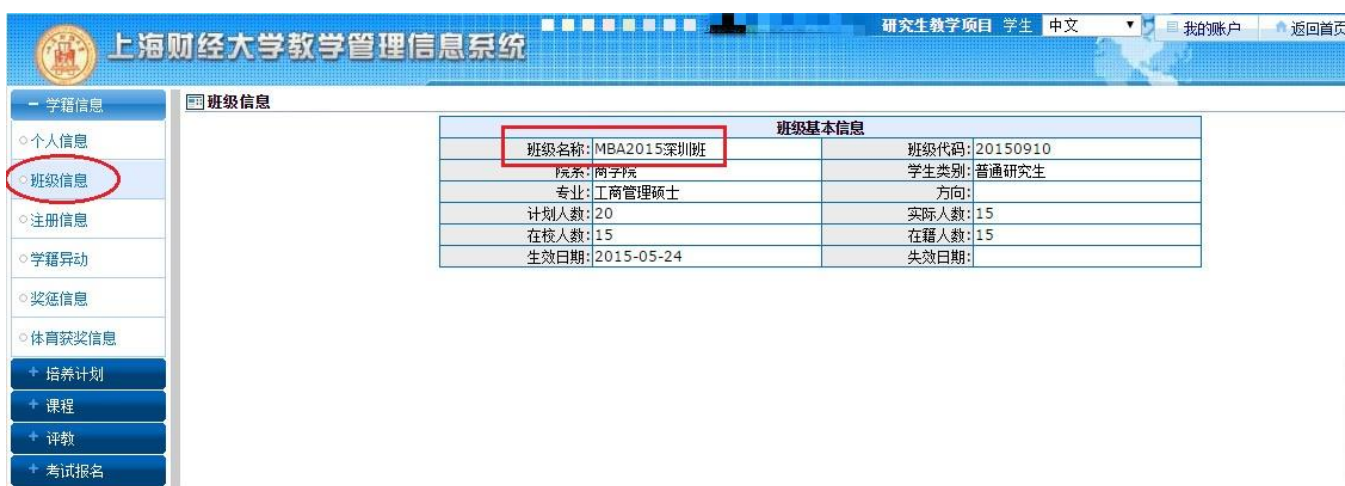 上海财经大学教学管理信息系统
研究生教学项目 学生 中文 我的账户 返回首页
－ 学籍信息
个人信息
班级信息
注册信息
学籍异动
奖惩信息
体育获奖信息
+ 培养计划
+ 课程
+ 评教
+ 考试报名
班级信息
班级基本信息
班级名称: MBA2015深圳班 班级代码: 20150910
院系: 商学院 学生类别: 普通研究生
专业: 工商管理硕士 方向:
计划人数: 20 实际人数: 15
在校人数: 15 在籍人数: 15
生效日期: 2015-05-24 失效日期: